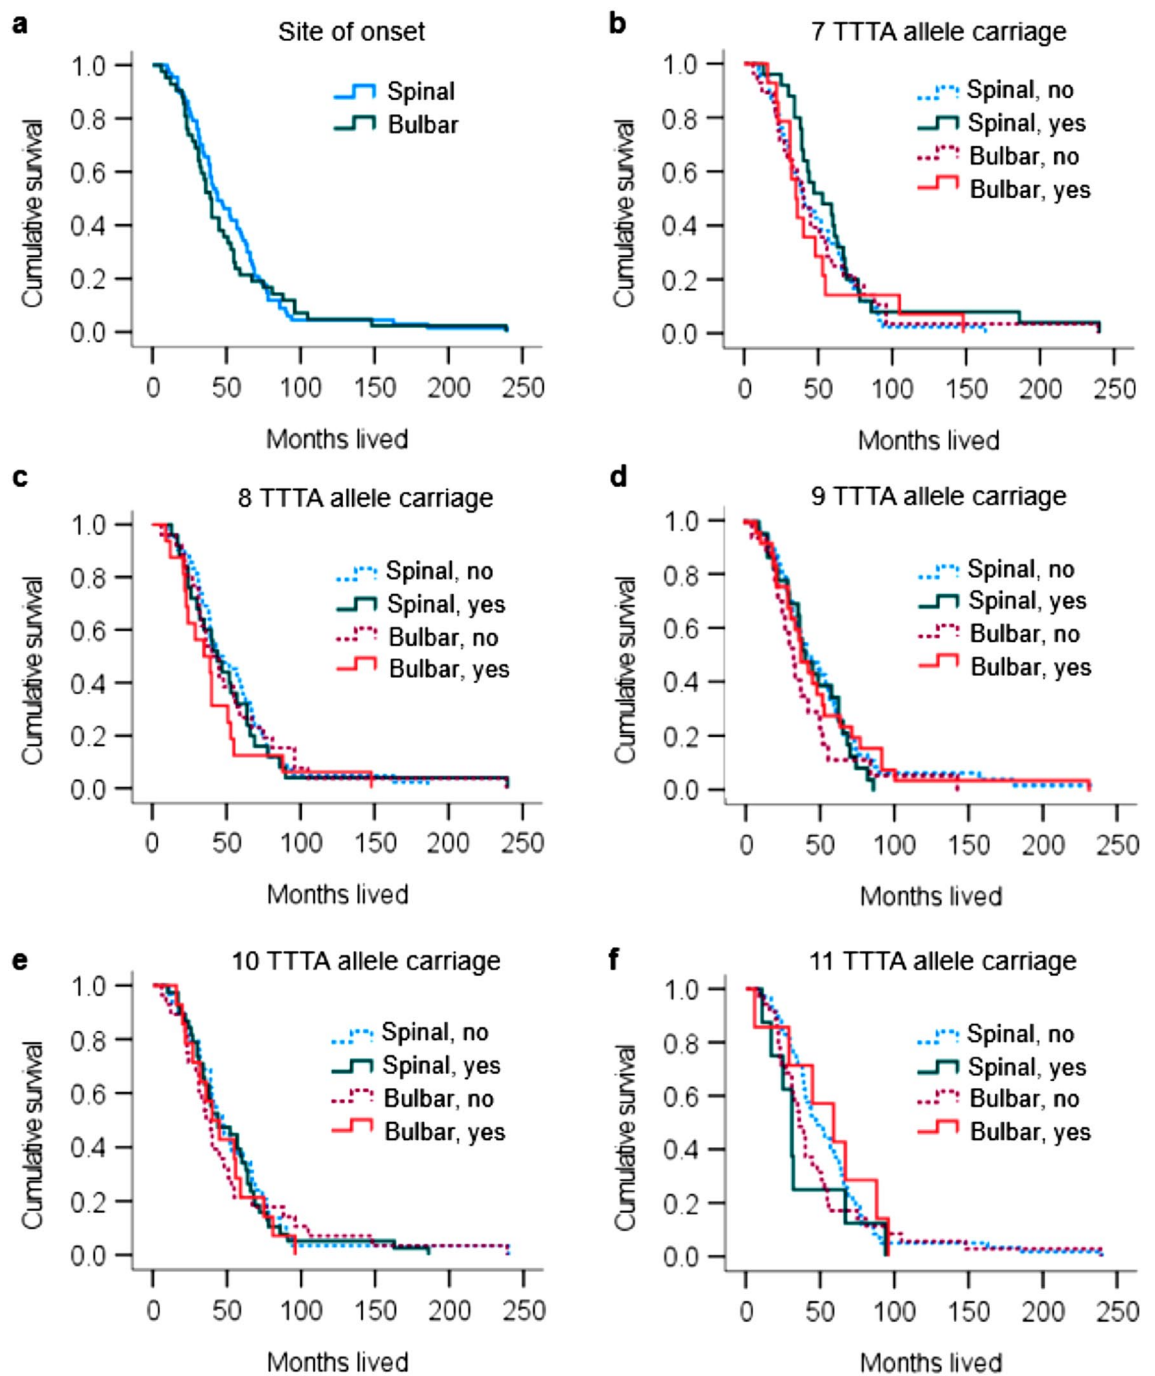 a
Site of onset
Cumulative survival
1.0
0.8
0.6
0.4
0.2
0.0
Spinal
Bulbar
0 50 100 150 200 250
Months lived
b
7 TTTA allele carriage
Cumulative survival
1.0
0.8
0.6
0.4
0.2
0.0
Spinal, no
Spinal, yes
Bulbar, no
Bulbar, yes
0 50 100 150 200 250
Months lived
c
8 TTTA allele carriage
Cumulative survival
1.0
0.8
0.6
0.4
0.2
0.0
Spinal, no
Spinal, yes
Bulbar, no
Bulbar, yes
0 50 100 150 200 250
Months lived
d
9 TTTA allele carriage
Cumulative survival
1.0
0.8
0.6
0.4
0.2
0.0
Spinal, no
Spinal, yes
Bulbar, no
Bulbar, yes
0 50 100 150 200 250
Months lived
e
10 TTTA allele carriage
Cumulative survival
1.0
0.8
0.6
0.4
0.2
0.0
Spinal, no
Spinal, yes
Bulbar, no
Bulbar, yes
0 50 100 150 200 250
Months lived
f
11 TTTA allele carriage
Cumulative survival
1.0
0.8
0.6
0.4
0.2
0.0
Spinal, no
Spinal, yes
Bulbar, no
Bulbar, yes
0 50 100 150 200 250
Months lived